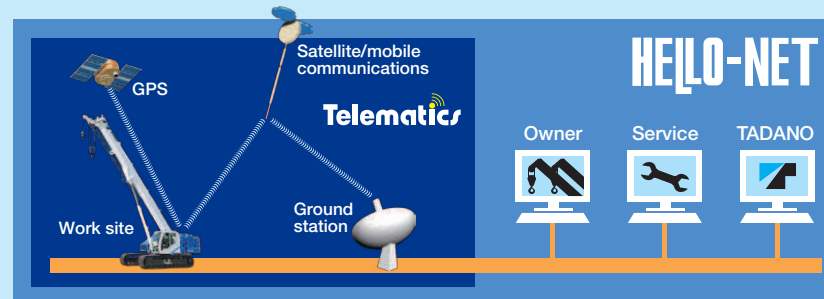 Satellite/mobile
communications
GPS
Telematics
HELLO-NET
Owner
Service
TADANO
Work site
Ground
station